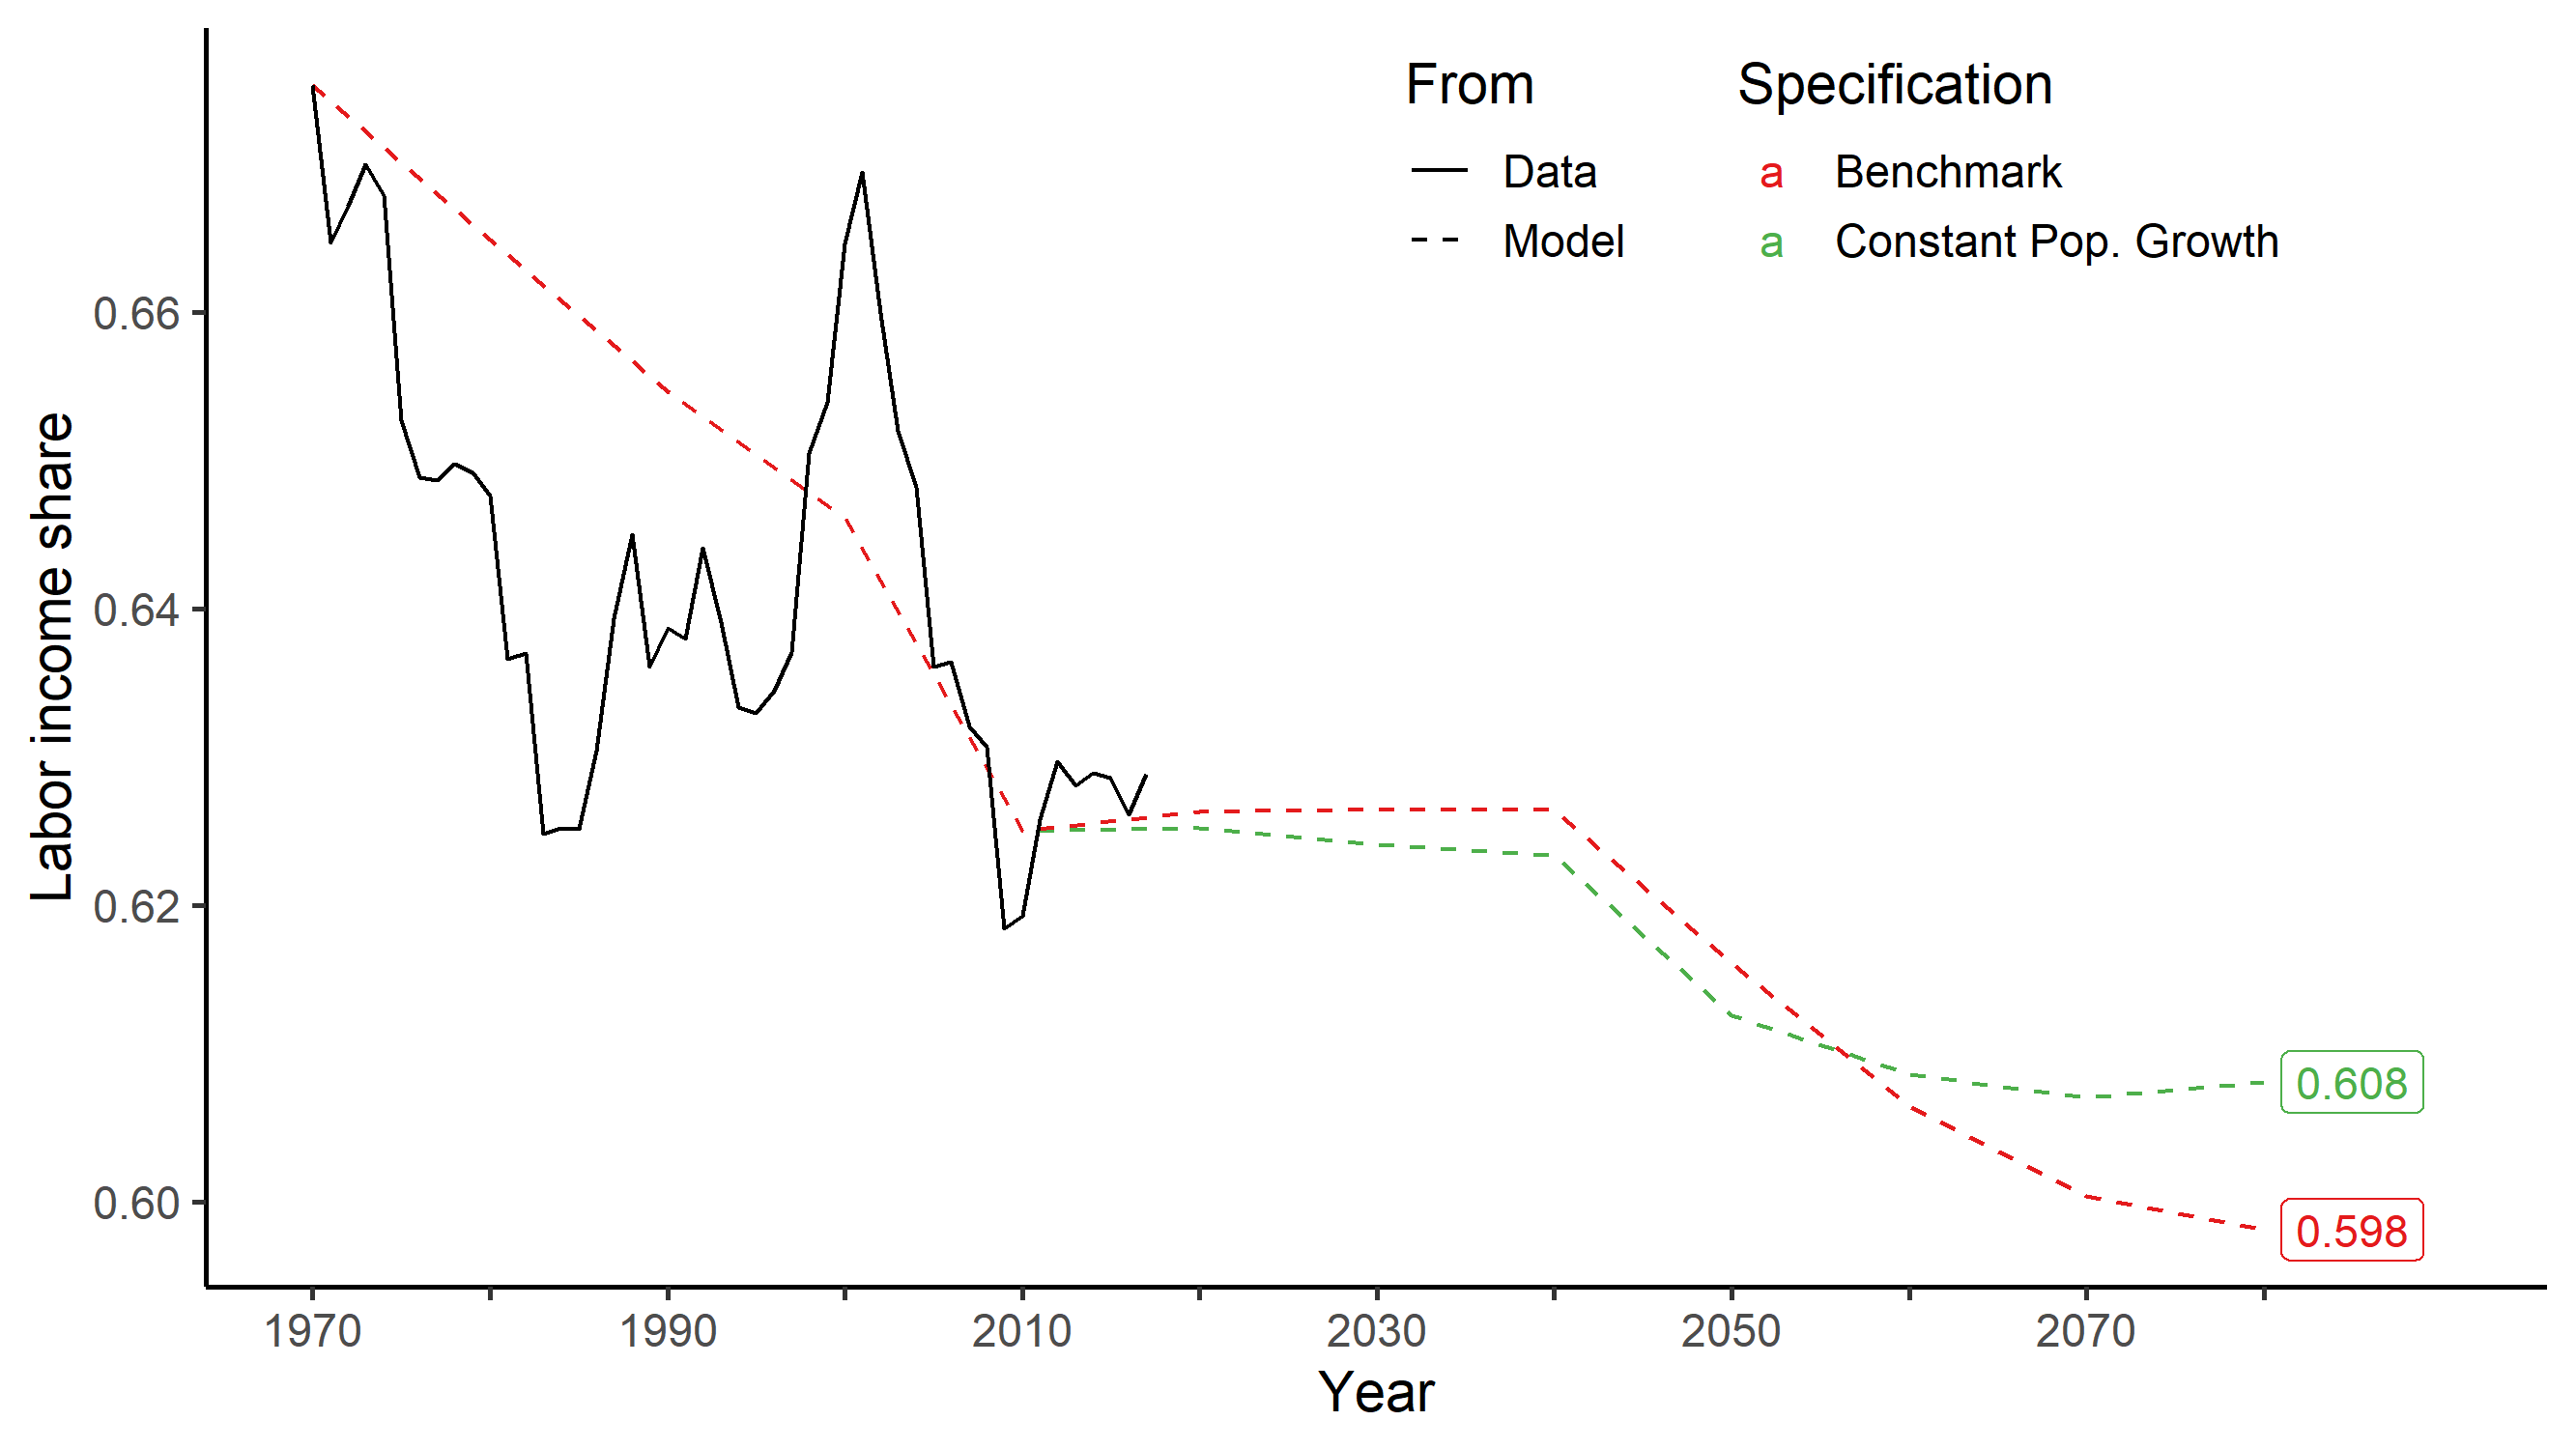 From
Specification
Data
a Benchmark
Model
a Constant Pop. Growth
Labor income share
0.66
0.64
0.62
0.60
0.608
0.598
1970 1990 2010 2030 2050 2070
Year